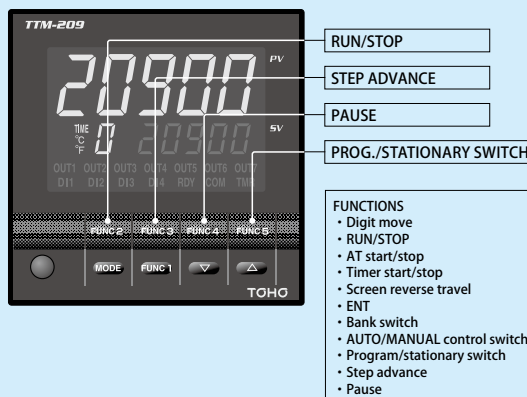 TTM-209
20900
PV
TIME
°C
°F
0 20900
SV
OUT1 OUT2 OUT3 OUT4 OUT5 OUT6 OUT7
DI1 DI2 DI3 DI4 RDY COM TMR
FUNC 2 FUNC 3 FUNC 4 FUNC 5
MODE FUNC 1
TOHO
RUN/STOP
STEP ADVANCE
PAUSE
PROG./STATIONARY SWITCH
FUNCTIONS
・Digit move
・RUN/STOP
・AT start/stop
・Timer start/stop
・Screen reverse travel
・ENT
・Bank switch
・AUTO/MANUAL control switch
・Program/stationary switch
・Step advance
・Pause